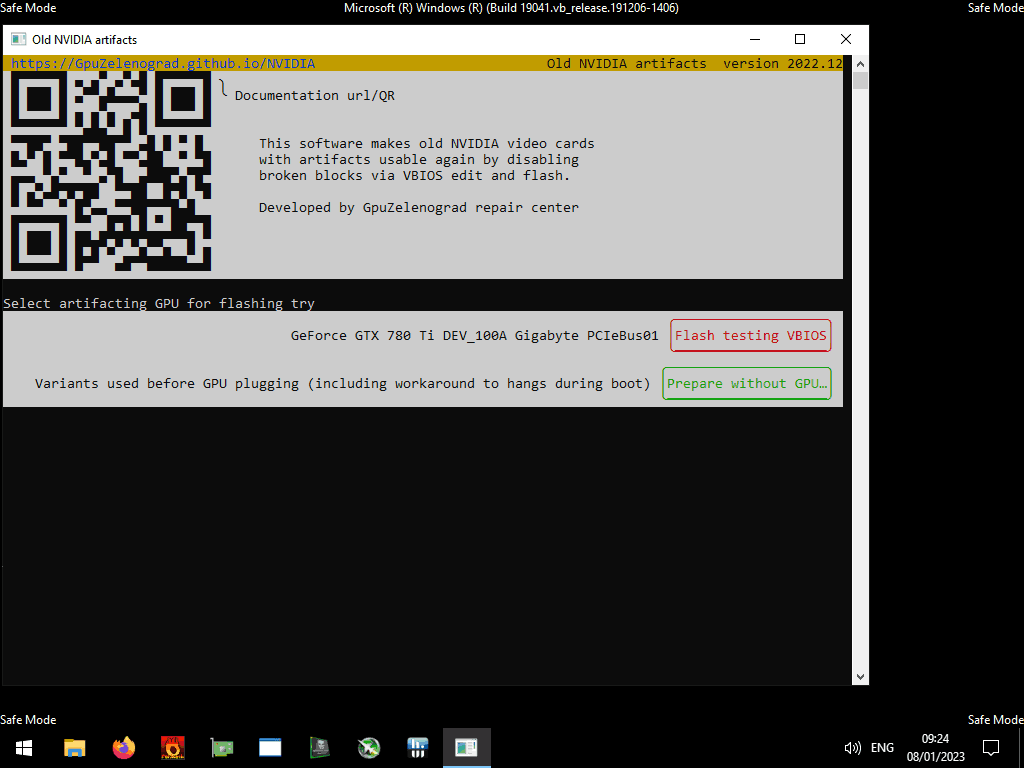 Safe Mode
Microsoft (R) Windows (R) (Build 19041.vb_release.191206-1406)
Safe Mode
Old NVIDIA artifacts
https://GpuZelenograd.github.io/NVIDIA
Old NVIDIA artifacts version 2022.12
Documentation url/QR
This software makes old NVIDIA video cards
with artifacts usable again by disabling
broken blocks via VBIOS edit and flash.
Developed by GpuZelenograd repair center
Select artifacting GPU for flashing try
GeForce GTX 780 Ti DEV_100A Gigabyte PCIeBus01
Flash testing VBIOS
Variants used before GPU plugging (including workaround to hangs during boot)
Prepare without GPU…
Safe Mode
Safe Mode
ENG
09:24
08/01/2023